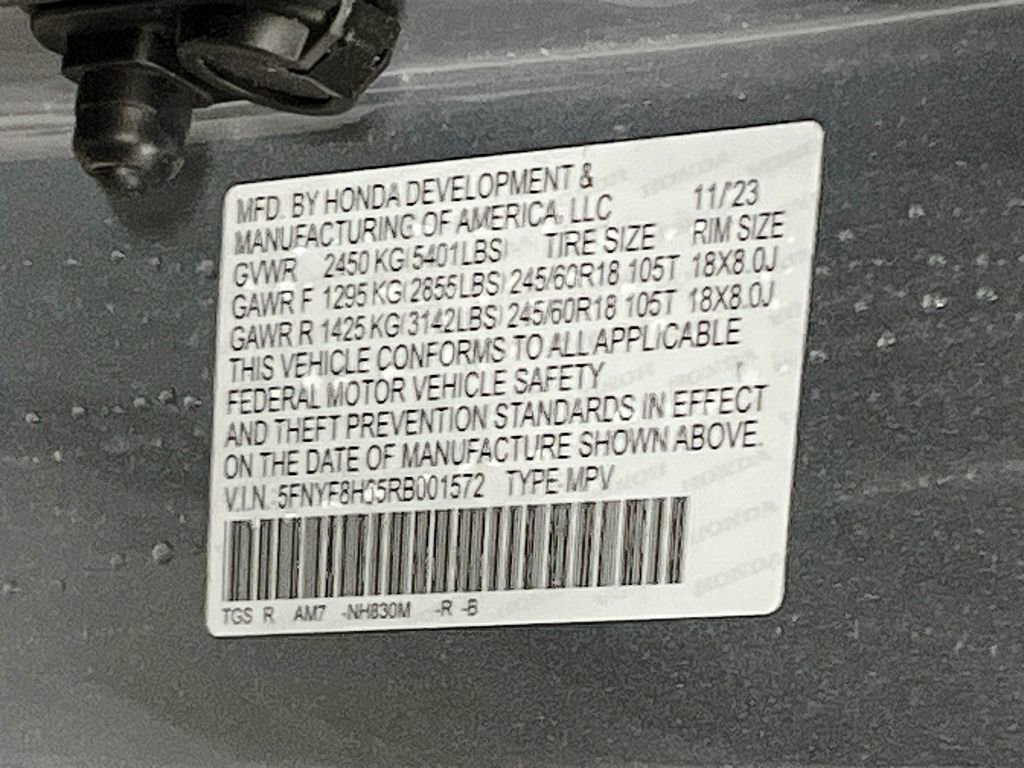 MFD. BY HONDA DEVELOPMENT &
MANUFACTURING OF AMERICA, LLC 11/'23
GVWR 2450 KG(5401LBS) TIRE SIZE RIM SIZE
GAWR F 1295 KG(2855LBS) 245/60R18 105T 18X8.0J
GAWR R 1425 KG(3142LBS) 245/60R18 105T 18X8.0J
THIS VEHICLE CONFORMS TO ALL APPLICABLE
FEDERAL MOTOR VEHICLE SAFETY
AND THEFT PREVENTION STANDARDS IN EFFECT
ON THE DATE OF MANUFACTURE SHOWN ABOVE.
V.I.N.:5FNYF8H65RB001572 TYPE:MPV
TGS R AM7 -NH830M -R -B